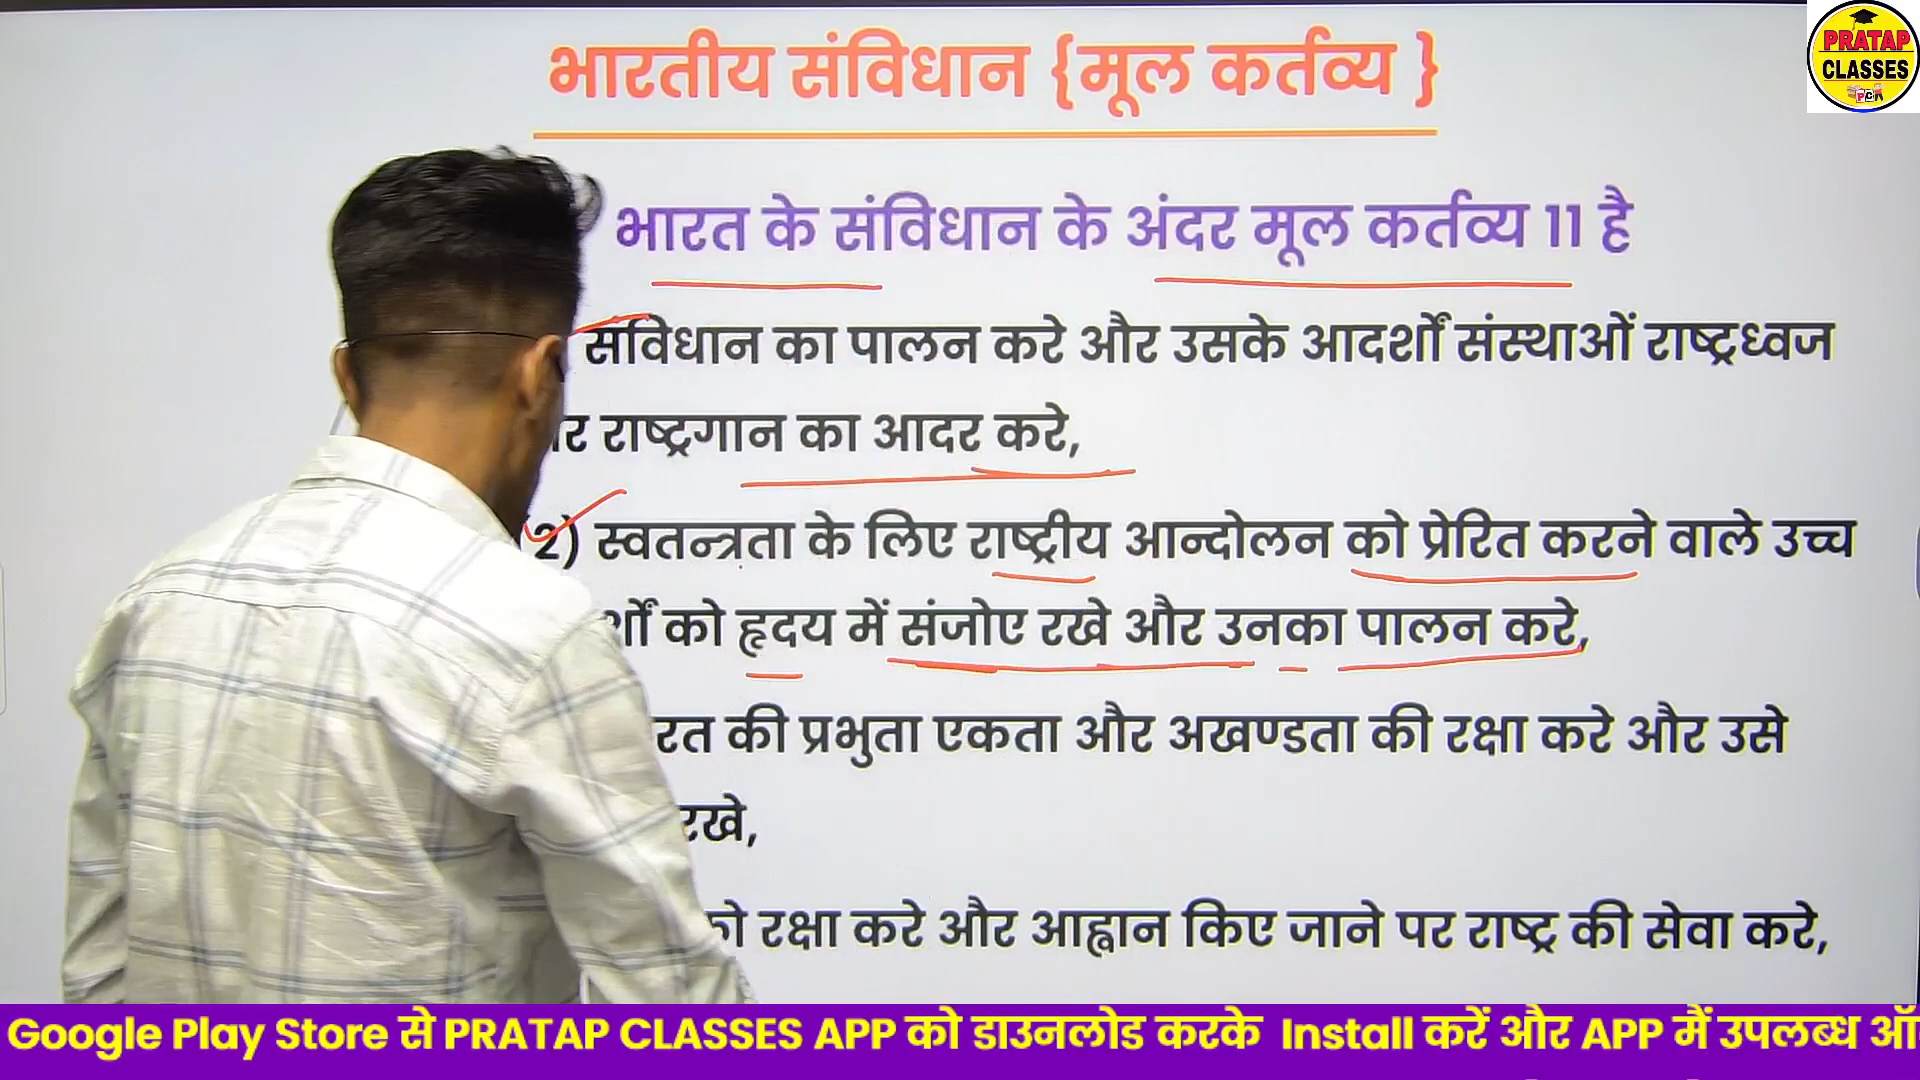 भारतीय संविधान {मूल कर्तव्य }
PRATAP
CLASSES
भारत के संविधान के अंदर मूल कर्तव्य 11 है
संविधान का पालन करे और उसके आदर्शों संस्थाओं राष्ट्रध्वज
राष्ट्रगान का आदर करे,
(2) स्वतन्त्रता के लिए राष्ट्रीय आन्दोलन को प्रेरित करने वाले उच्च
को हृदय में संजोए रखे और उनका पालन करे,
की प्रभुता एकता और अखण्डता की रक्षा करे और उसे
रखे,
रक्षा करे और आह्वान किए जाने पर राष्ट्र की सेवा करे,
Google Play Store से PRATAP CLASSES APP को डाउनलोड करके Install करें और APP मैं उपलब्ध